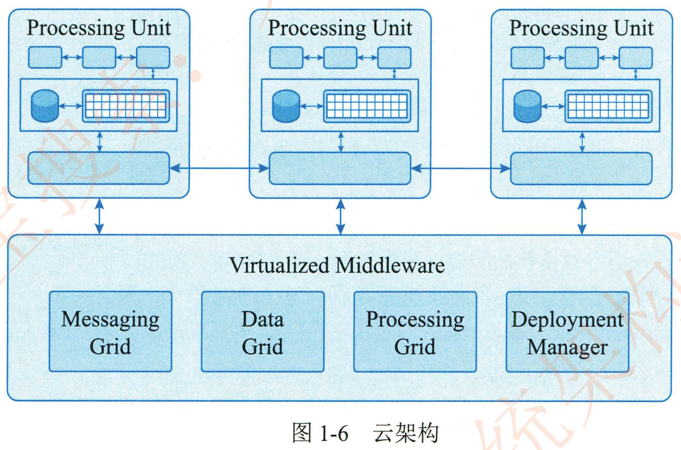 Processing Unit
Processing Unit
Processing Unit
Virtualized Middleware
Messaging
Grid
Data
Grid
Processing
Grid
Deployment
Manager
图 1-6 云架构